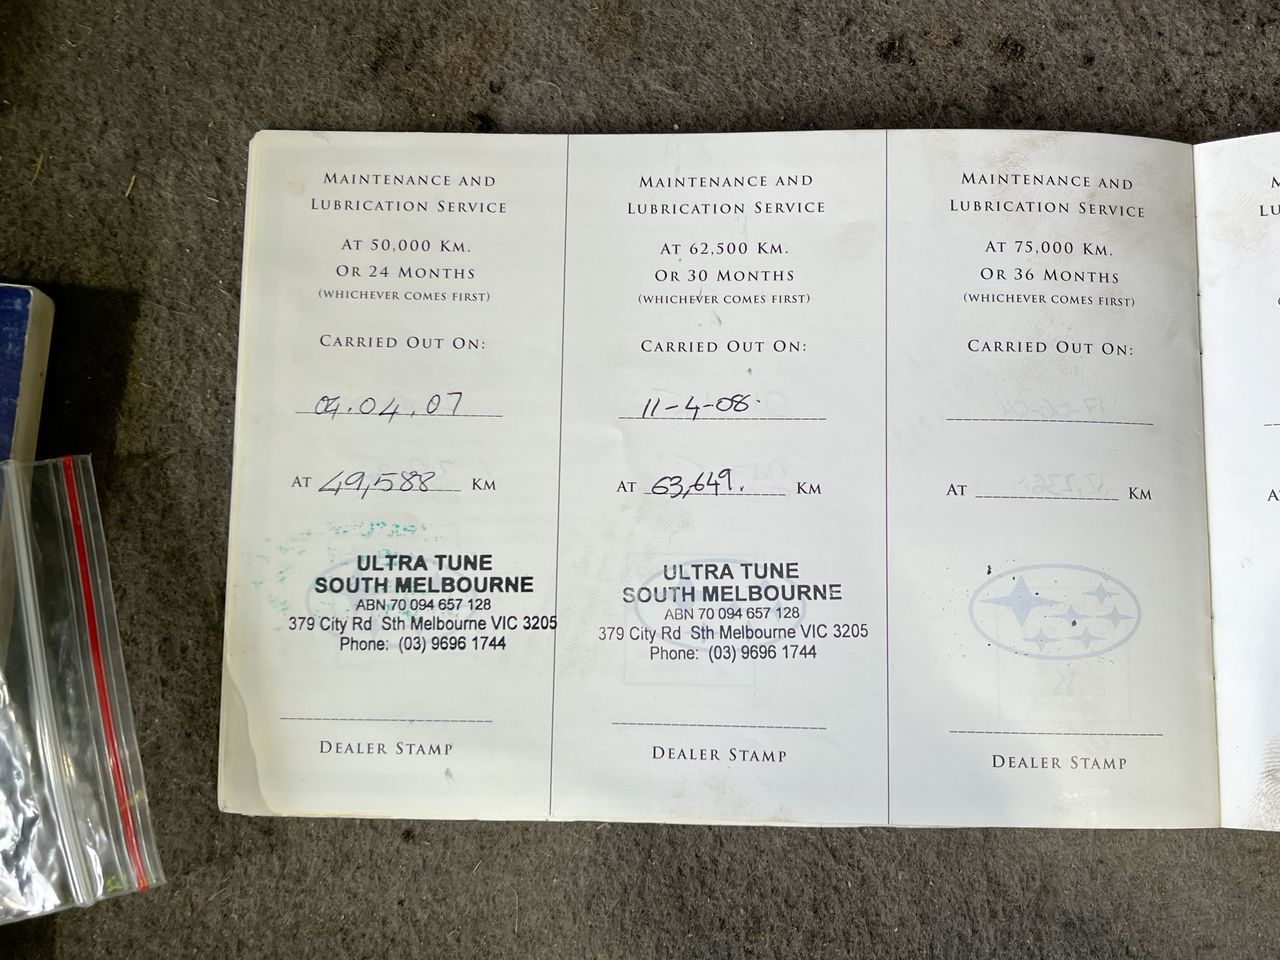 MAINTENANCE AND
LUBRICATION SERVICE
AT 50,000 KM.
OR 24 MONTHS
(WHICHEVER COMES FIRST)
CARRIED OUT ON:
04.04.07
AT 49,588 KM
ULTRA TUNE
SOUTH MELBOURNE
ABN 70 094 657 128
379 City Rd Sth Melbourne VIC 3205
Phone: (03) 9696 1744
DEALER STAMP
MAINTENANCE AND
LUBRICATION SERVICE
AT 62,500 KM.
OR 30 MONTHS
(WHICHEVER COMES FIRST)
CARRIED OUT ON:
11-4-08.
AT 63,649. KM
ULTRA TUNE
SOUTH MELBOURNE
ABN 70 094 657 128
379 City Rd Sth Melbourne VIC 3205
Phone: (03) 9696 1744
DEALER STAMP
MAINTENANCE AND
LUBRICATION SERVICE
AT 75,000 KM.
OR 36 MONTHS
(WHICHEVER COMES FIRST)
CARRIED OUT ON:
AT KM
DEALER STAMP